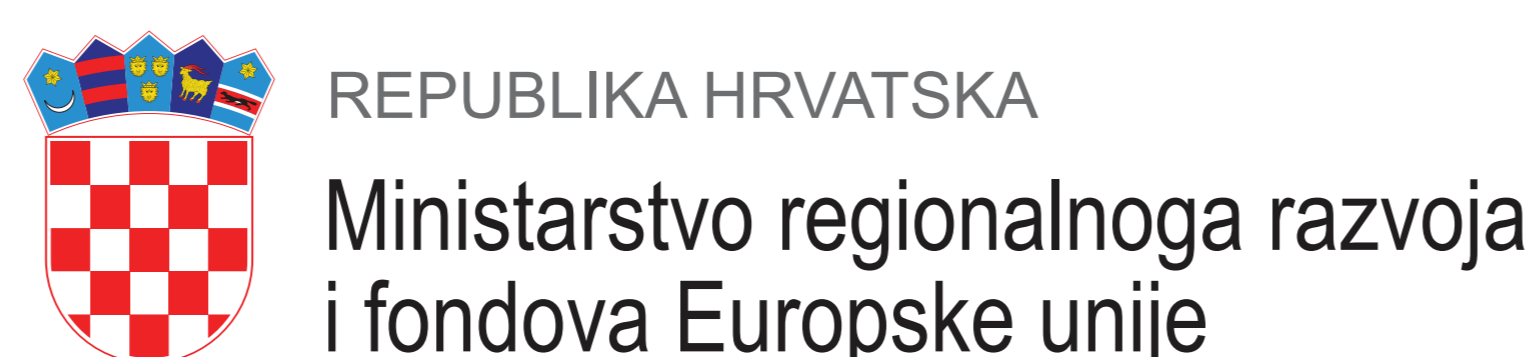 REPUBLIKA HRVATSKA
Ministarstvo regionalnoga razvoja
i fondova Europske unije